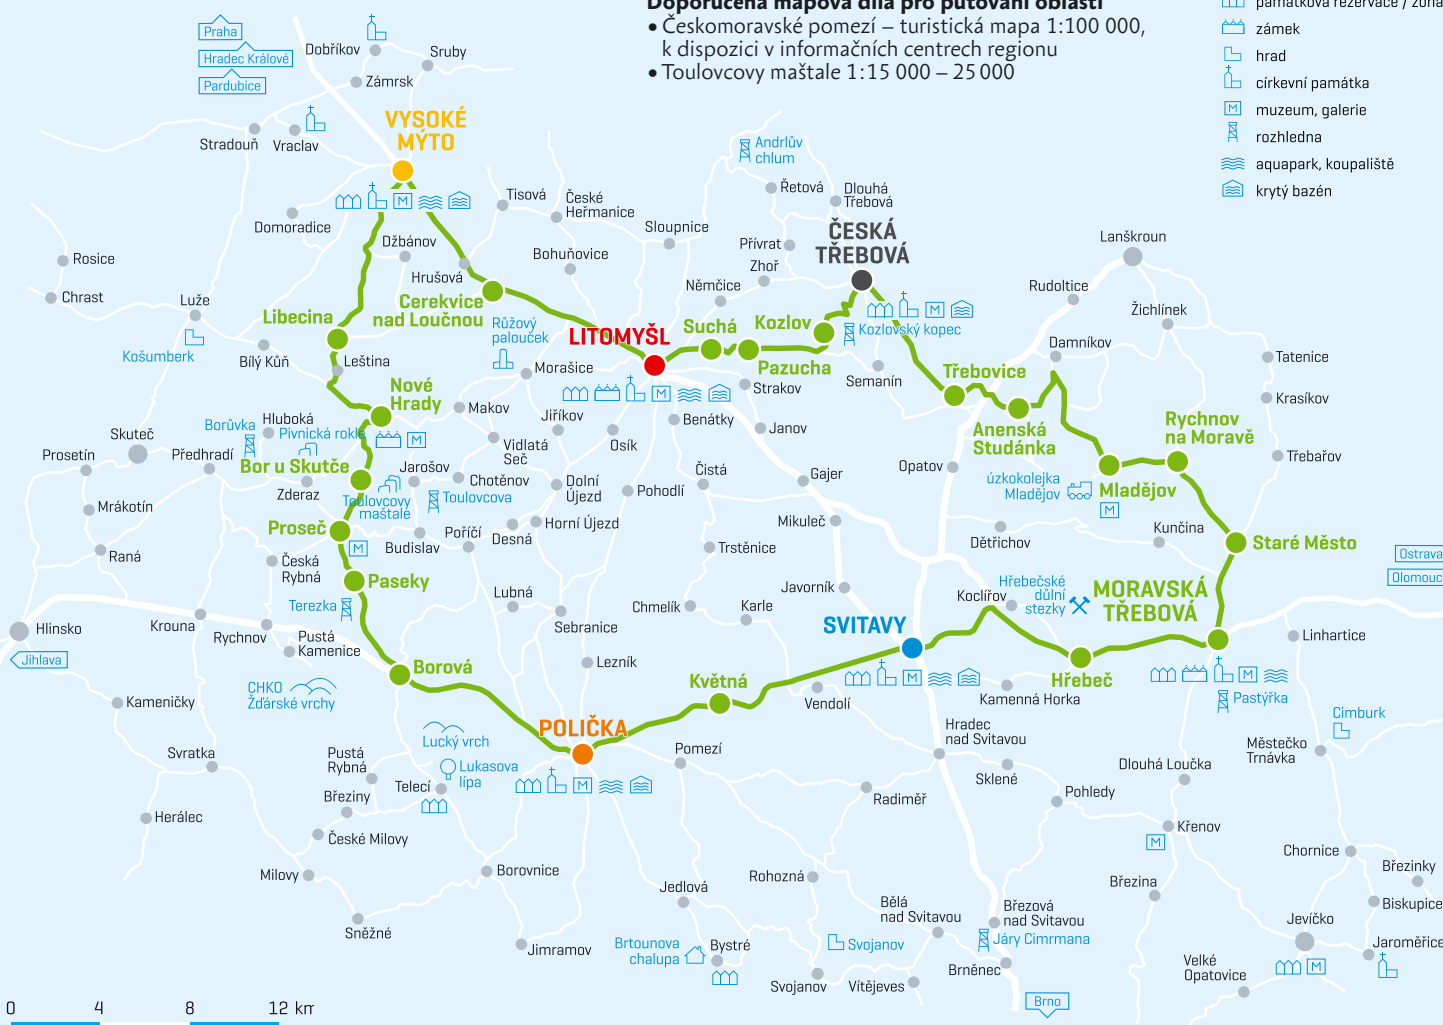 Doporučená mapová díla pro putování oblastí
• Českomoravské pomezí – turistická mapa 1:100 000,
k dispozici v informačních centrech regionu
• Toulovcovy maštale 1:15 000 – 25 000
památková rezervace / zóna
zámek
hrad
církevní památka
muzeum, galerie
rozhledna
aquapark, koupaliště
krytý bazén
Praha
Hradec Králové
Pardubice
Dobříkov
Sruby
Zámrsk
VYSOKÉ
MÝTO
Stradouň
Vraclav
Andrlův
chlum
Řetová
Dlouhá
Třebová
Tisová
České
Heřmanice
Domoradice
Sloupnice
ČESKÁ
TŘEBOVÁ
Džbánov
Přívrat
Lanškroun
Rosice
Bohuňovice
Zhoř
Hrušová
Němčice
Rudoltice
Chrast
Luže
Cerekvice
nad Loučnou
Žichlínek
Libecina
Růžový
palouček
LITOMYŠL
Suchá
Kozlov
Kozlovský kopec
Damníkov
Košumberk
Bílý Kůň
Leština
Morašice
Pazucha
Semanín
Třebovice
Tatenice
Nové
Hrady
Strakov
Makov
Jiříkov
Benátky
Janov
Krasíkov
Borůvka
Hluboká
Pivnická rokle
Osík
Anenská
Studánka
Rychnov
na Moravě
Skuteč
Vidlatá
Seč
Prosetín
Předhradí
Bor u Skutče
Jarošov
Chotěnov
Čistá
Gajer
Opatov
Třebařov
Zderaz
Toulovcovy
maštale
Toulovcova
Dolní
Újezd
Pohodlí
úzkokolejka
Mladějov
Mladějov
Mrákotín
Proseč
Poříčí
Desná
Horní Újezd
Mikuleč
Kunčina
Raná
Budislav
Trstěnice
Dětřichov
Staré Město
Ostrava
Olomouc
Česká
Rybná
Paseky
Javorník
Hřebečské
důlní
stezky
MORAVSKÁ
TŘEBOVÁ
Terezka
Lubná
Chmelík
Karle
Koclířov
Hlinsko
Krouna
Rychnov
Pustá
Kamenice
Sebranice
SVITAVY
Linhartice
Jihlava
Borová
Lezník
Květná
Hřebeč
CHKO
Žďárské vrchy
Kameničky
Vendolí
Kamenná Horka
Pastýřka
Cimburk
Lucký vrch
POLIČKA
Hradec
nad Svitavou
Městečko
Trnávka
Svratka
Pustá
Rybná
Lukasova
lípa
Pomezí
Sklené
Dlouhá Loučka
Telecí
Březiny
Radiměř
Pohledy
Herálec
České Milovy
Křenov
Milovy
Borovnice
Jedlová
Rohozná
Chornice
Březinky
Březina
Sněžné
Bělá
nad Svitavou
Březová
nad Svitavou
Biskupice
Jevíčko
Jimramov
Brtounova
chalupa
Bystré
Svojanov
Járy Cimrmana
Jaroměřice
Brněnec
Velké
Opatovice
Svojanov
Vítějeves
Brno
0 4 8 12 km